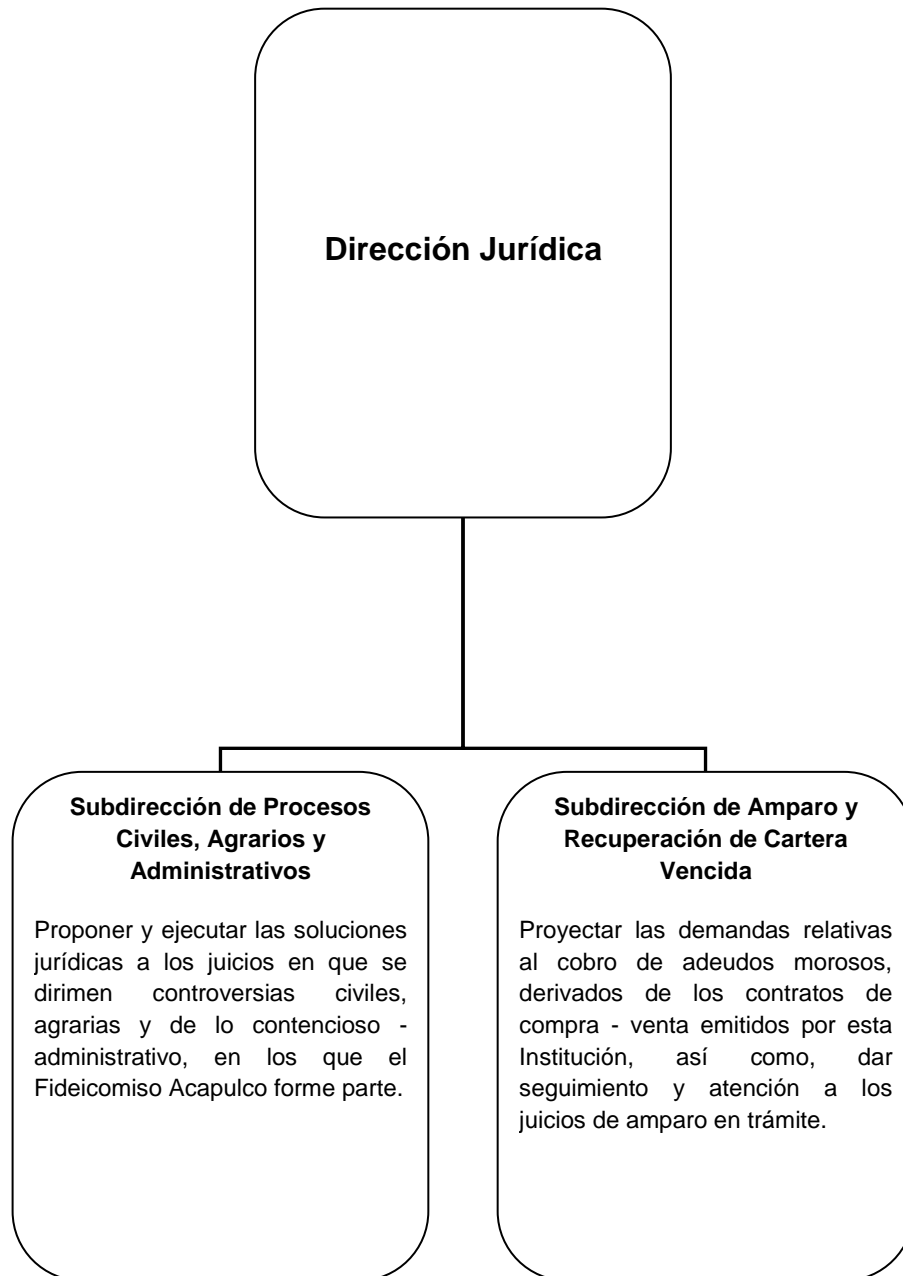 Dirección Jurídica
Subdirección de Procesos
Civiles, Agrarios y
Administrativos
Proponer y ejecutar las soluciones
jurídicas a los juicios en que se
dirimen controversias civiles,
agrarias y de lo contencioso -
administrativo, en los que el
Fideicomiso Acapulco forme parte.
Subdirección de Amparo y
Recuperación de Cartera
Vencida
Proyectar las demandas relativas
al cobro de adeudos morosos,
derivados de los contratos de
compra - venta emitidos por esta
Institución, así como, dar
seguimiento y atención a los
juicios de amparo en trámite.